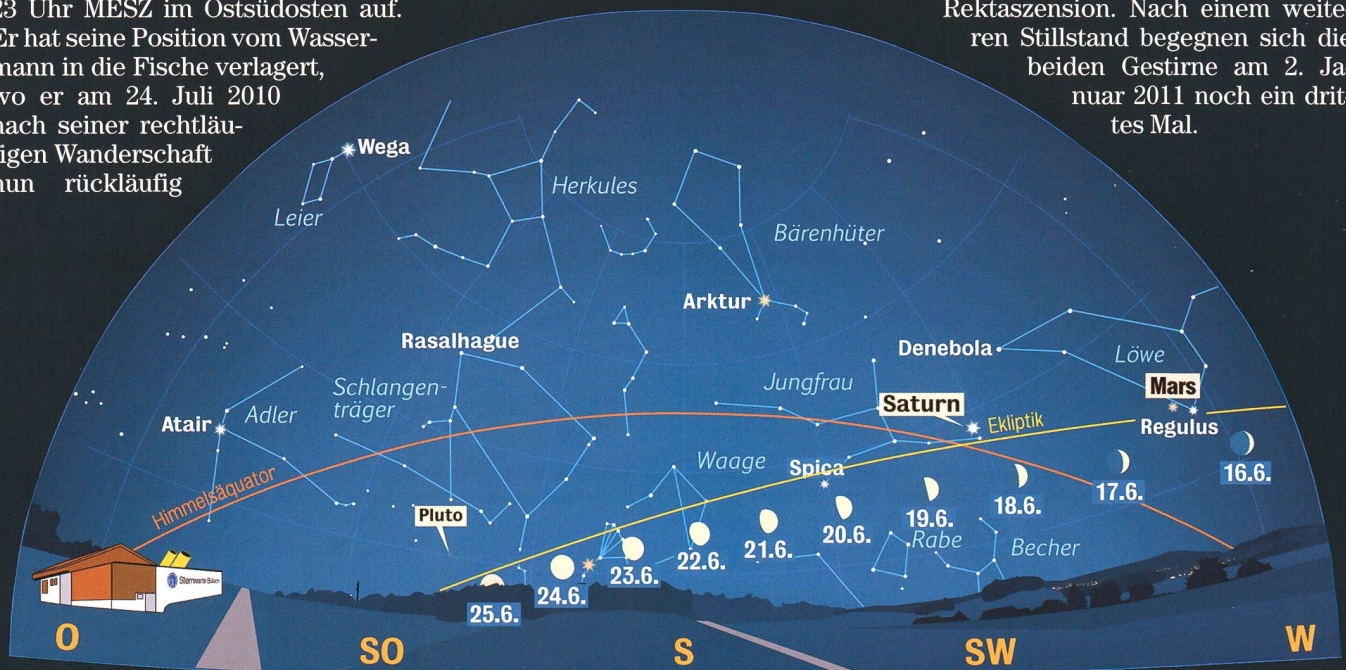 23 Uhr MESZ im Ostsüdosten auf.
Er hat seine Position vom Wasser-
mann in die Fische verlagert,
wo er am 24. Juli 2010
nach seiner rechtläu-
figen Wanderschaft
nun rückläufig
Rektaszension. Nach einem weite-
ren Stillstand begegnen sich die
beiden Gestirne am 2. Ja-
nuar 2011 noch ein drit-
tes Mal.
Wega
Leier
Herkules
Bärenhüter
Arktur
Rasalhague
Denebola
Löwe
Schlangen-
träger
Jungfrau
Mars
Atair
Adler
Saturn
Ekliptik
Regulus
Waage
Spica
Himmelsäquator
Pluto
16.6.
17.6.
18.6.
19.6.
20.6.
21.6.
22.6.
23.6.
24.6.
25.6.
Rabe
Becher
Sternwarte Bülach
O
SO
S
SW
W